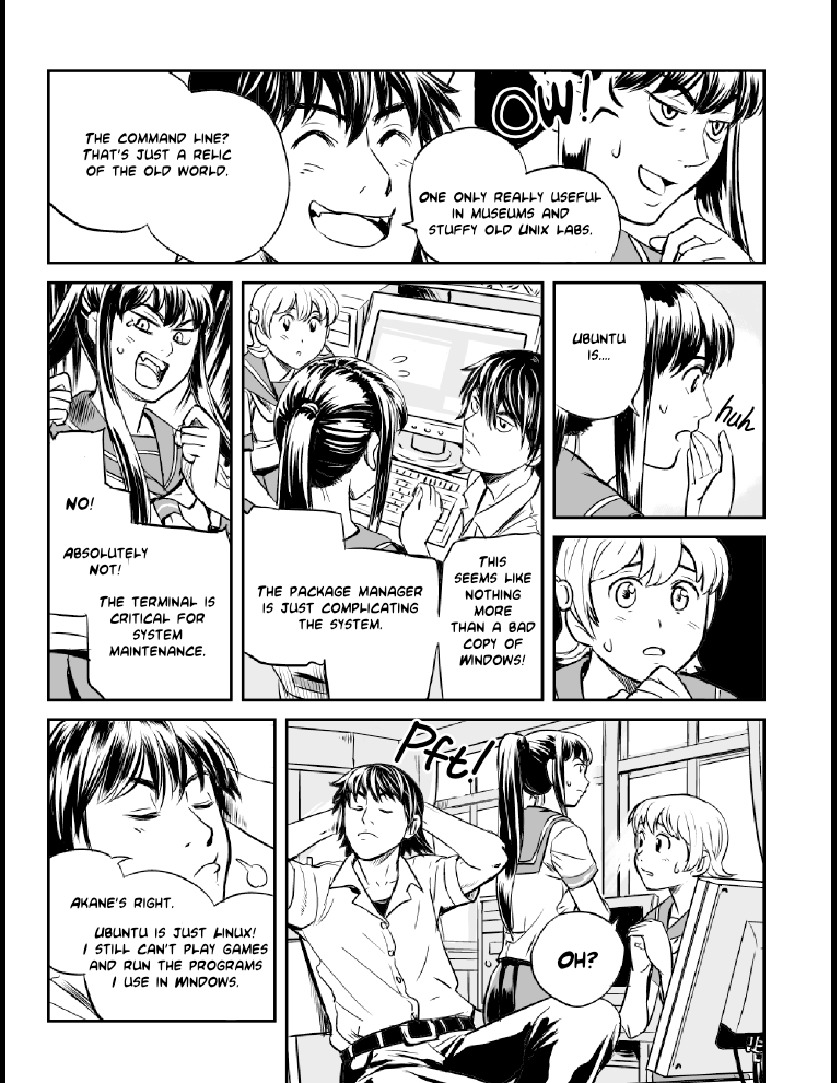 THE COMMAND LINE?
THAT'S JUST A RELIC
OF THE OLD WORLD.
OW!
ONE ONLY REALLY USEFUL
IN MUSEUMS AND
STUFFY OLD UNIX LABS.
NO!
ABSOLUTELY
NOT!
THE TERMINAL IS
CRITICAL FOR
SYSTEM
MAINTENANCE.
THE PACKAGE MANAGER
IS JUST COMPLICATING
THE SYSTEM.
THIS
SEEMS LIKE
NOTHING
MORE
THAN A BAD
COPY OF
WINDOWS!
UBUNTU
IS....
huh
AKANE'S RIGHT.
UBUNTU IS JUST LINUX!
I STILL CAN'T PLAY GAMES
AND RUN THE PROGRAMS
I USE IN WINDOWS.
Pft!
OH?